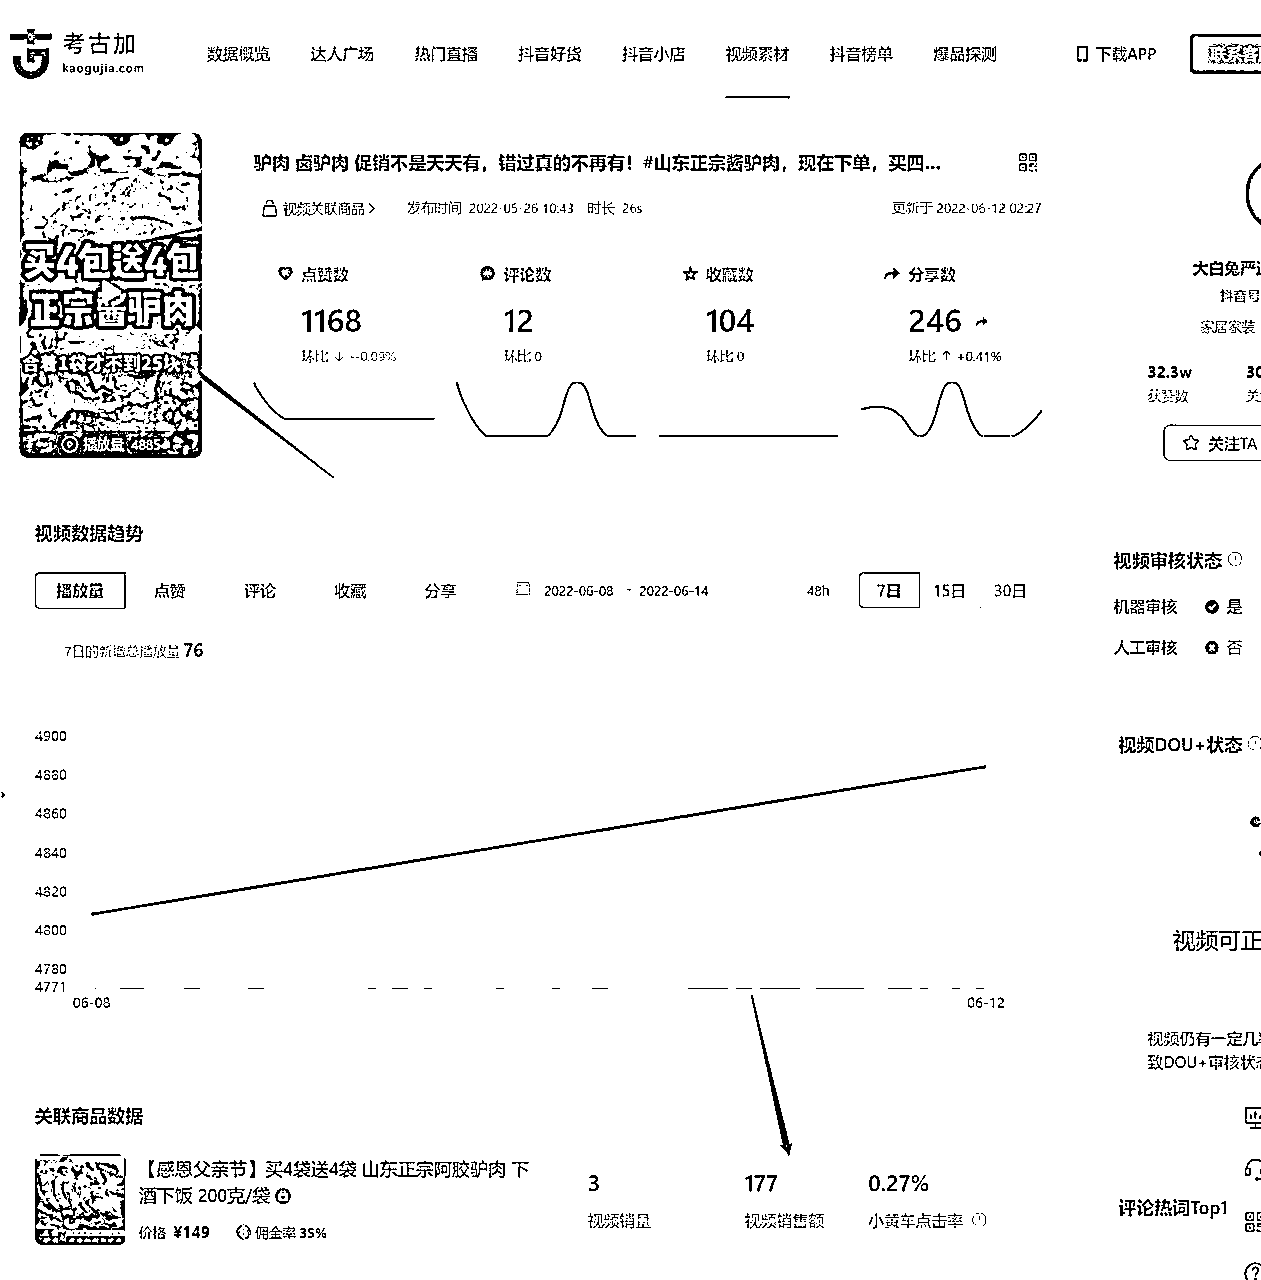 考古加
kaogujia.com
数据概览 达人广场 热门直播 抖音好货 抖音小店 视频素材 抖音榜单 爆品探测 下载APP
驴肉 卤驴肉 促销不是天天有，错过真的不再有！#山东正宗酱驴肉，现在下单，买四...
视频关联商品 发布时间 2022-05-26 10:43 时长 26s 更新于 2022-06-12 02:27
买4包送4包
正宗酱驴肉
合着1袋才不到25块钱
播放量 4885
点赞数 评论数 收藏数 分享数
1168 12 104 246
环比 ↓ --0.09% 环比 0 环比 0 环比 ↑ +0.41%
大白兔严
抖音号
家居家装
32.3w 30
获赞数 关
关注TA
视频数据趋势
播放量 点赞 评论 收藏 分享 2022-06-08 - 2022-06-14 48h 7日 15日 30日
7日的新增总播放量 76
视频审核状态
机器审核 是
人工审核 否
4900
4880
4860
4840
4820
4800
4780
4771
06-08 06-12
视频DOU+状态
视频可正
视频仍有一定几
致DOU+审核状态
关联商品数据
【感恩父亲节】买4袋送4袋 山东正宗阿胶驴肉 下
酒下饭 200克/袋
价格 ¥149 佣金率 35%
3 177 0.27%
视频销量 视频销售额 小黄车点击率
评论热词Top1